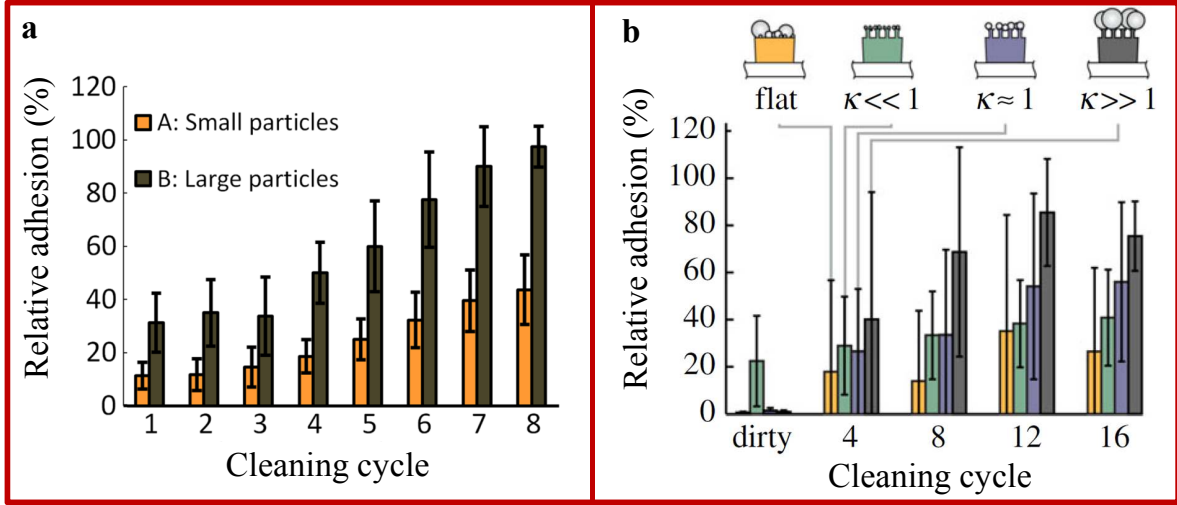 a
Relative adhesion (%)
120
100
80
60
40
20
0
A: Small particles
B: Large particles
1 2 3 4 5 6 7 8
Cleaning cycle
b
flat κ<< 1 κ≈ 1 κ>> 1
Relative adhesion (%)
120
100
80
60
40
20
0
dirty 4 8 12 16
Cleaning cycle